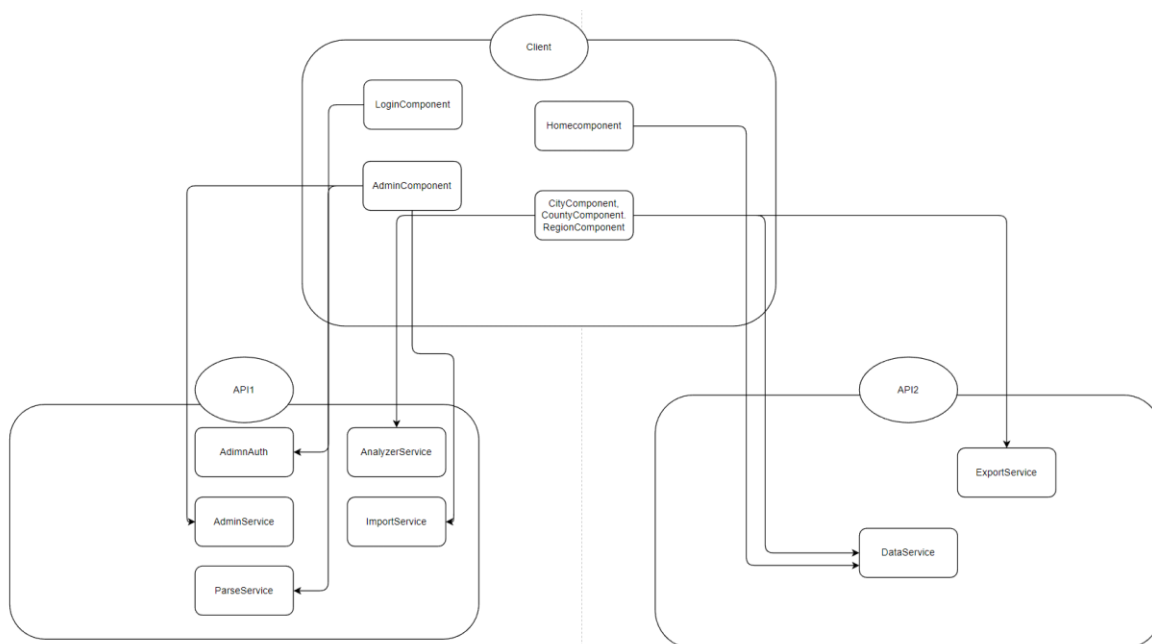 Client
LoginComponent
Homecomponent
AdminComponent
CityComponent,
CountyComponent.
RegionComponent
API1
API2
AdimnAuth
AnalyzerService
ExportService
AdminService
ImportService
DataService
ParseService